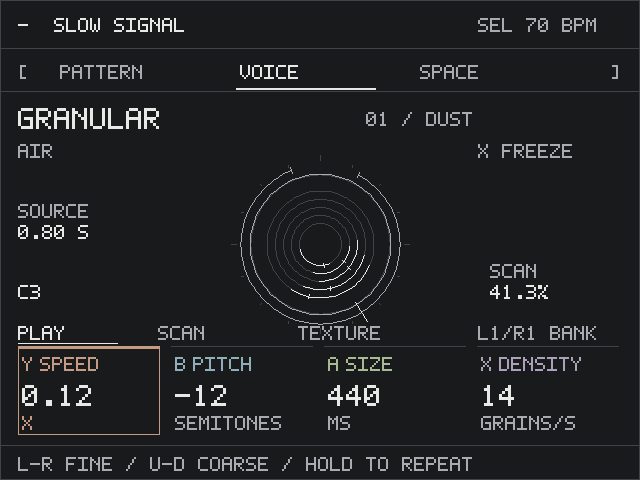 – SLOW SIGNAL SEL 70 BPM
[ PATTERN VOICE SPACE ]
GRANULAR 01 / DUST
AIR X FREEZE
SOURCE
0.80 S
SCAN
C3 41.3%
PLAY SCAN TEXTURE L1/R1 BANK
Y SPEED B PITCH A SIZE X DENSITY
0.12 -12 440 14
X SEMITONES MS GRAINS/S
L-R FINE / U-D COARSE / HOLD TO REPEAT